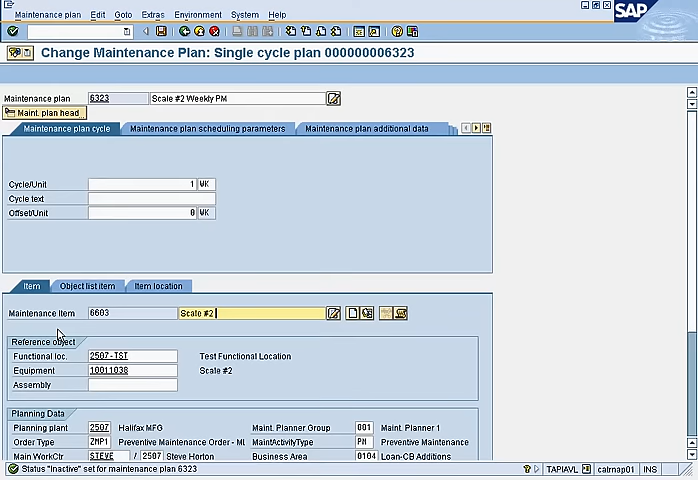 Maintenance plan Edit Goto Extras Environment System Help
SAP
Change Maintenance Plan: Single cycle plan 000000006323
Maintenance plan 6323 Scale #2 Weekly PM
Maint. plan head
Maintenance plan cycle Maintenance plan scheduling parameters Maintenance plan additional data
Cycle/Unit 1 WK
Cycle text
Offset/Unit 0 WK
Item Object list item Item location
Maintenance Item 6603 Scale #2
Reference object
Functional loc. 2507-TST Test Functional Location
Equipment 10011038 Scale #2
Assembly
Planning Data
Planning plant 2507 Halifax MFG Maint. Planner Group 001 Maint. Planner 1
Order Type ZMP1 Preventive Maintenance Order - ML MaintActivityType PM Preventive Maintenance
Main WorkCtr STEVE / 2507 Steve Horton Business Area 0104 Loan-CB Additions
Status "Inactive" set for maintenance plan 6323 TAPIAVL catrnap01 INS